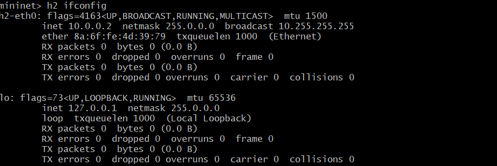 mininet> h2 ifconfig
h2-eth0: flags=4163<UP,BROADCAST,RUNNING,MULTICAST>  mtu 1500
        inet 10.0.0.2  netmask 255.0.0.0  broadcast 10.255.255.255
        ether 8a:6f:fe:4d:39:79  txqueuelen 1000  (Ethernet)
        RX packets 0  bytes 0 (0.0 B)
        RX errors 0  dropped 0  overruns 0  frame 0
        TX packets 0  bytes 0 (0.0 B)
        TX errors 0  dropped 0 overruns 0  carrier 0  collisions 0

lo: flags=73<UP,LOOPBACK,RUNNING>  mtu 65536
        inet 127.0.0.1  netmask 255.0.0.0
        loop  txqueuelen 1000  (Local Loopback)
        RX packets 0  bytes 0 (0.0 B)
        RX errors 0  dropped 0  overruns 0  frame 0
        TX packets 0  bytes 0 (0.0 B)
        TX errors 0  dropped 0 overruns 0  carrier 0  collisions 0